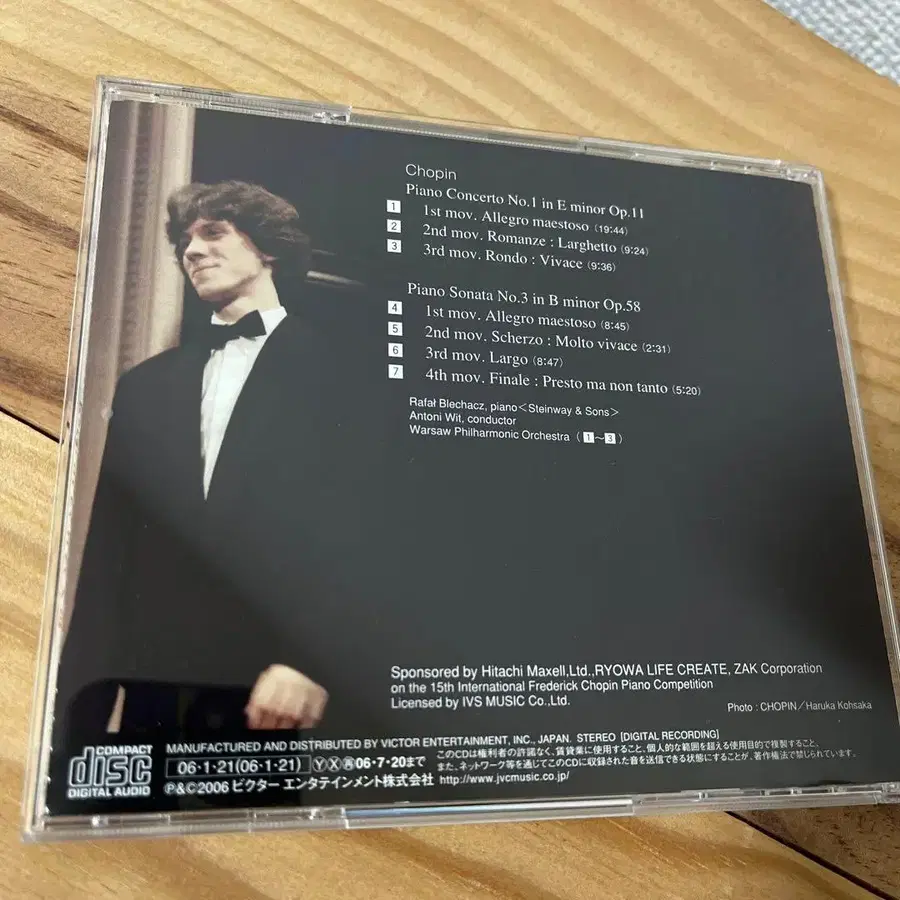 Chopin
Piano Concerto No.1 in E minor Op.11
1 1st mov. Allegro maestoso (19:44)
2 2nd mov. Romanze : Larghetto (9:24)
3 3rd mov. Rondo : Vivace (9:36)
Piano Sonata No.3 in B minor Op.58
4 1st mov. Allegro maestoso (8:45)
5 2nd mov. Scherzo : Molto vivace (2:31)
6 3rd mov. Largo (8:47)
7 4th mov. Finale : Presto ma non tanto (5:20)
Rafał Blechacz, piano<Steinway & Sons>
Antoni Wit, conductor
Warsaw Philharmonic Orchestra (1~3)
Sponsored by Hitachi Maxell,Ltd.,RYOWA LIFE CREATE, ZAK Corporation
on the 15th International Frederick Chopin Piano Competition
Licensed by IVS MUSIC Co.,Ltd.
Photo : CHOPIN／Haruka Kohsaka
COMPACT
disc
DIGITAL AUDIO
MANUFACTURED AND DISTRIBUTED BY VICTOR ENTERTAINMENT, INC., JAPAN. STEREO [DIGITAL RECORDING]
06·1·21(06·1·21) Ⓨ Ⓧ 再 06·7·20まで
このCDは権利者の許諾なく、賃貸業に使用すること、個人的な範囲を超える使用目的で複製すること、
また、ネットワーク等を通じてこのCDに収録された音を送信できる状態にすることが、著作権法で禁じられています。
℗&©2006 ビクター エンタテインメント株式会社 http://www.jvcmusic.co.jp/